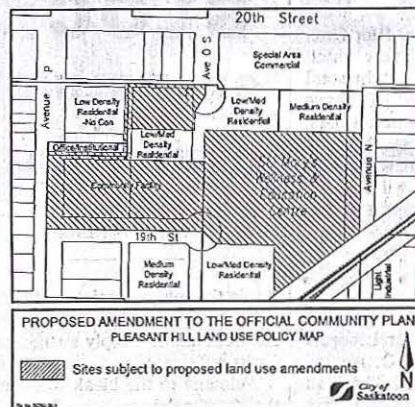 20th Street
Ave O S
Special Area
Commercial
Avenue P
Low Density
Residential
-No Con
Low/Med
Density
Residential
Medium Density
Residential
Low/Med
Density
Residential
Office/Institutional
St. Mary's
Wellness &
Education
Centre
Avenue N
Community Facility
19th St
Medium
Density
Residential
Low/Med Density
Residential
Light
Industrial
PROPOSED AMENDMENT TO THE OFFICIAL COMMUNITY PLAN
PLEASANT HILL LAND USE POLICY MAP
Sites subject to proposed land use amendments
N
City of
Saskatoon